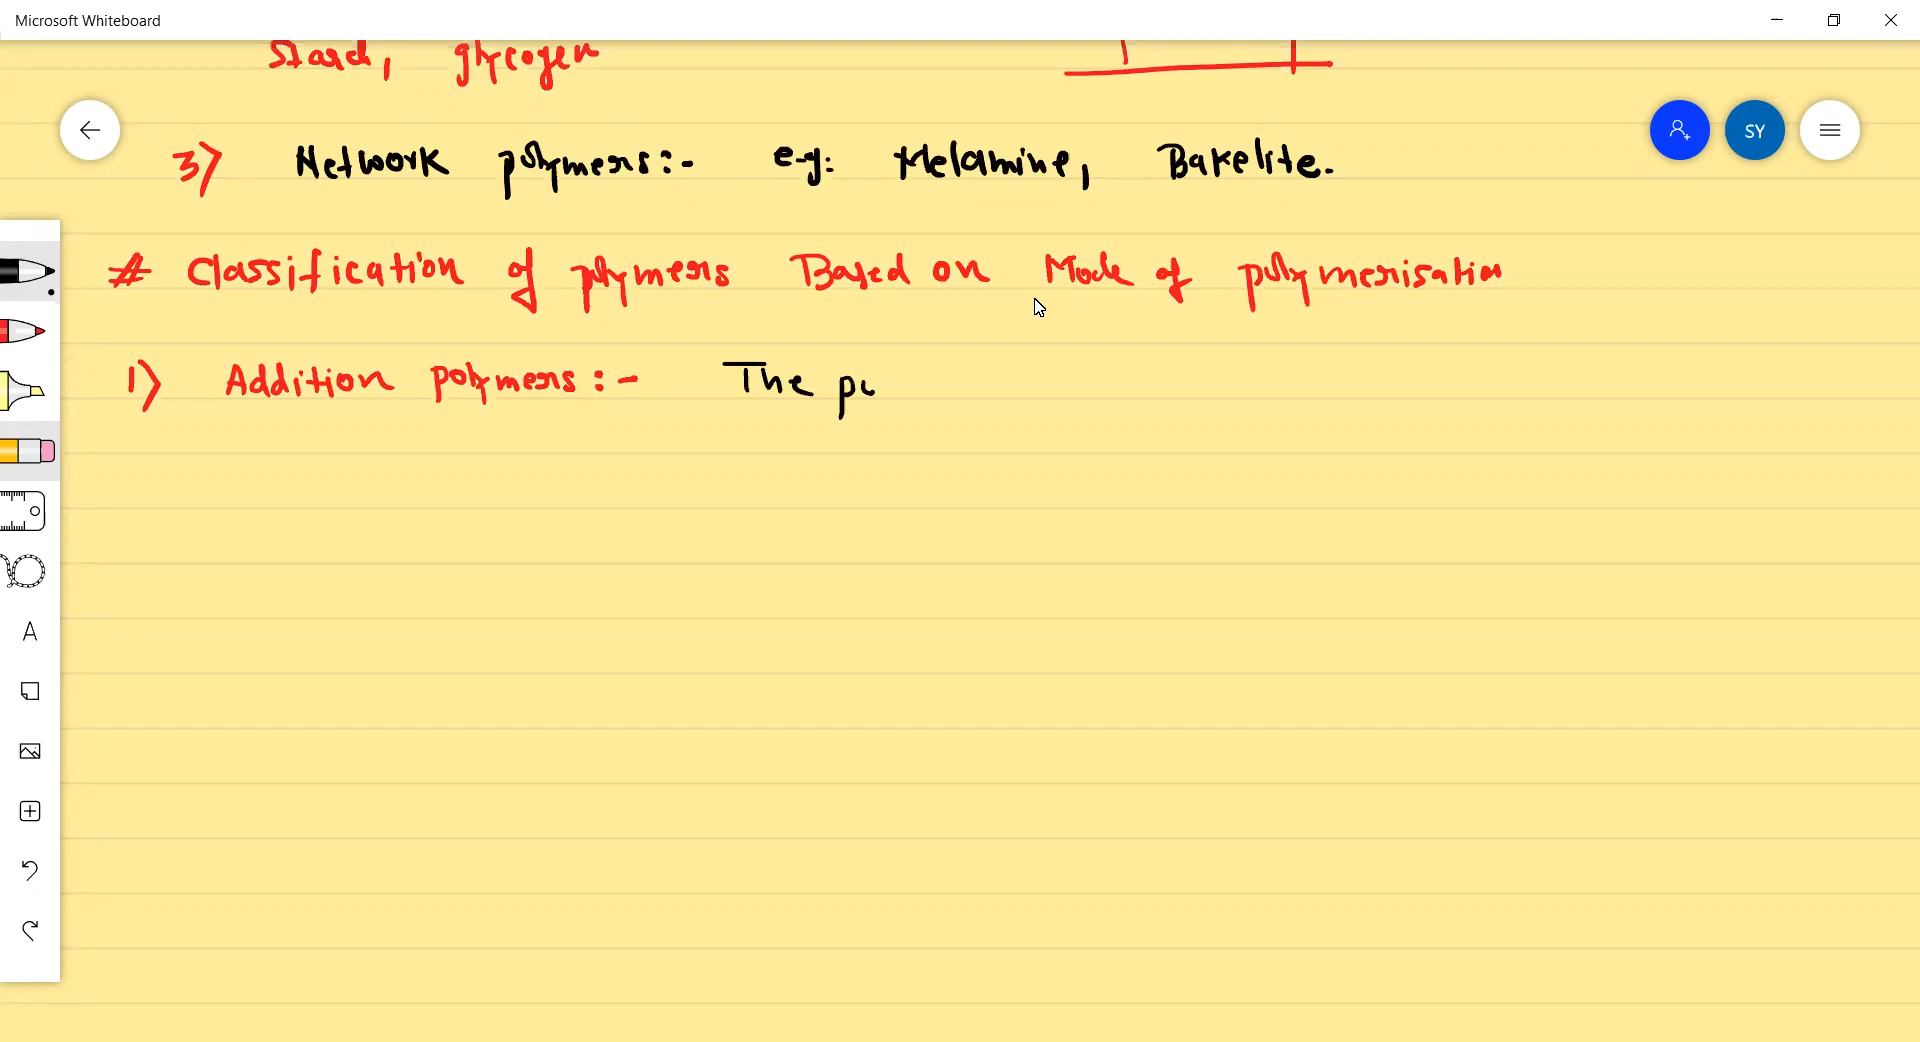 Microsoft Whiteboard
Starch, glycogen
SY
3) Network polymers:- e.g: Melamine, Bakelite.
# Classification of polymers Based on Mode of polymerisation
1) Addition polymers:- The po
A